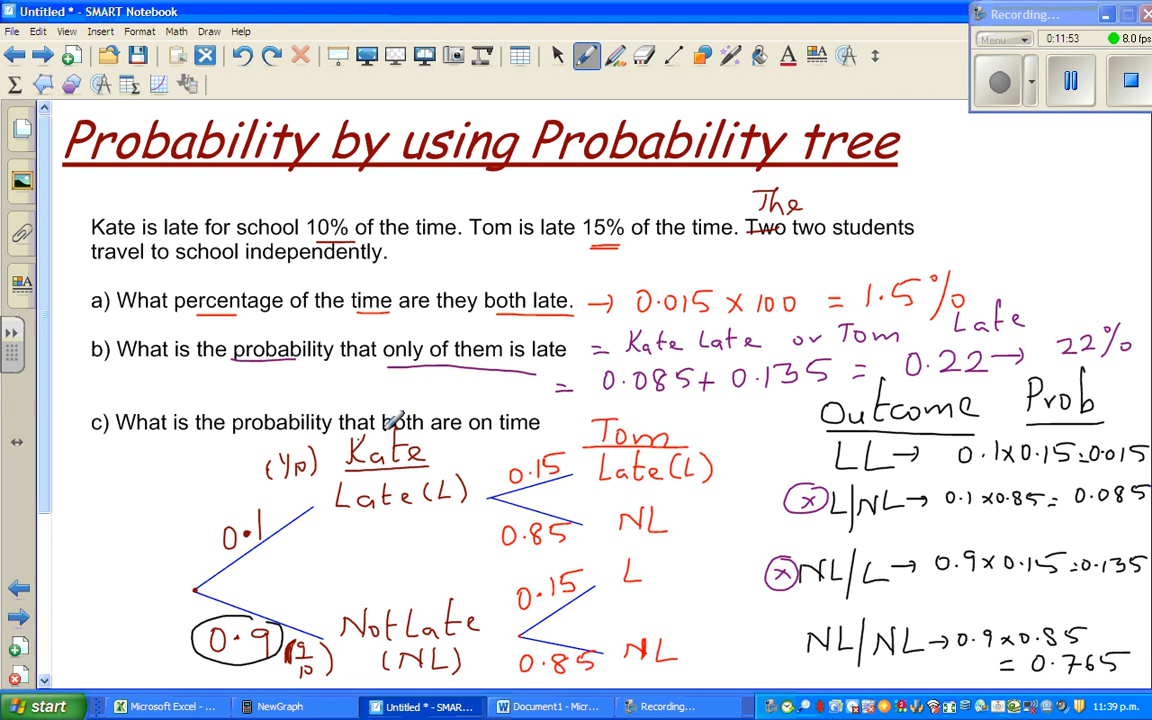 Untitled * - SMART Notebook
Recording...
File Edit View Insert Format Math Draw Help
Menu 0:11:53 8.0 fps
Probability by using Probability tree
The
Kate is late for school 10% of the time. Tom is late 15% of the time. Two two students
travel to school independently.
a) What percentage of the time are they both late. → 0.015 × 100 = 1.5%
b) What is the probability that only of them is late = Kate Late or Tom Late
= 0.085 + 0.135 = 0.22 → 22%
c) What is the probability that both are on time
Outcome Prob
Kate Tom
(1/10) Late(L) 0.15 Late(L)
LL → 0.1×0.15=0.015
0.1 0.85 NL
x L/NL → 0.1×0.85= 0.085
0.15 L
x NL/L → 0.9×0.15=0.135
0.9 (9/10) Not Late (NL)
0.85 NL
NL/NL → 0.9×0.85
= 0.765
start Microsoft Excel - ... NewGraph Untitled * - SMAR... Document1 - Micr... Recording... 11:39 p.m.